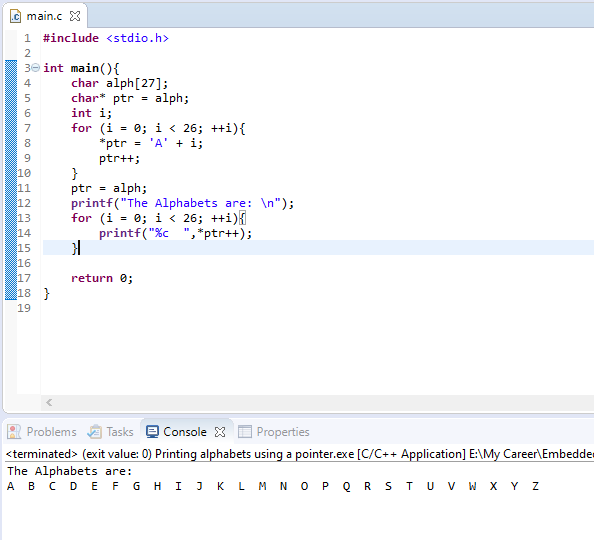 main.c
1 #include <stdio.h>
2
3 int main(){
4     char alph[27];
5     char* ptr = alph;
6     int i;
7     for (i = 0; i < 26; ++i){
8         *ptr = 'A' + i;
9         ptr++;
10     }
11     ptr = alph;
12     printf("The Alphabets are: \n");
13     for (i = 0; i < 26; ++i){
14         printf("%c  ",*ptr++);
15     }
16
17     return 0;
18 }
19
Problems Tasks Console Properties
<terminated> (exit value: 0) Printing alphabets using a pointer.exe [C/C++ Application] E:\My Career\Embedded
The Alphabets are:
A  B  C  D  E  F  G  H  I  J  K  L  M  N  O  P  Q  R  S  T  U  V  W  X  Y  Z